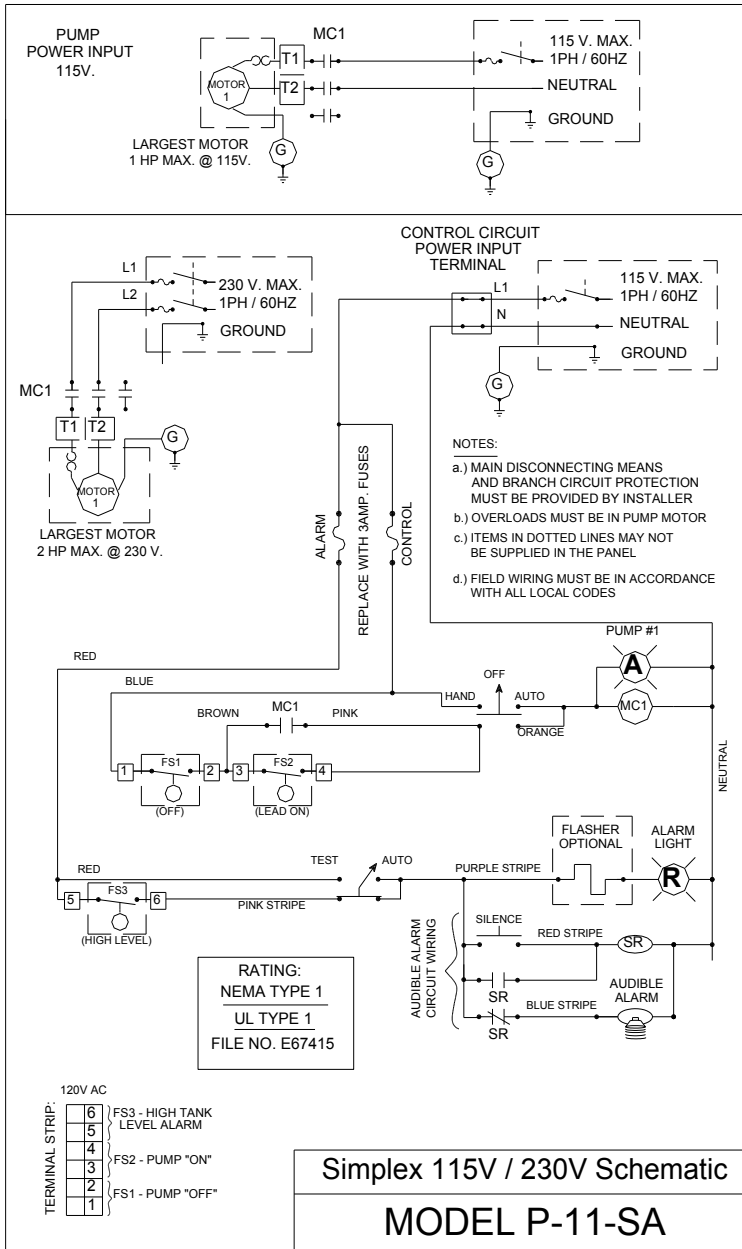 PUMP
POWER INPUT
115V.
MC1
T1
T2
MOTOR
1
LARGEST MOTOR
1 HP MAX. @ 115V.
G
115 V. MAX.
1PH / 60HZ
NEUTRAL
GROUND
G
L1
L2
230 V. MAX.
1PH / 60HZ
GROUND
MC1
T1
T2
G
MOTOR
1
LARGEST MOTOR
2 HP MAX. @ 230 V.
CONTROL CIRCUIT
POWER INPUT
TERMINAL
L1
N
115 V. MAX.
1PH / 60HZ
NEUTRAL
GROUND
G
NOTES:
a.) MAIN DISCONNECTING MEANS
AND BRANCH CIRCUIT PROTECTION
MUST BE PROVIDED BY INSTALLER
b.) OVERLOADS MUST BE IN PUMP MOTOR
c.) ITEMS IN DOTTED LINES MAY NOT
BE SUPPLIED IN THE PANEL
d.) FIELD WIRING MUST BE IN ACCORDANCE
WITH ALL LOCAL CODES
ALARM
REPLACE WITH 3AMP. FUSES
CONTROL
RED
BLUE
BROWN
MC1
PINK
HAND
OFF
AUTO
ORANGE
PUMP #1
A
MC1
NEUTRAL
1
FS1
2
(OFF)
3
FS2
4
(LEAD ON)
RED
5
FS3
6
(HIGH LEVEL)
PINK STRIPE
TEST
AUTO
PURPLE STRIPE
FLASHER
OPTIONAL
ALARM
LIGHT
R
AUDIBLE ALARM
CIRCUIT WIRING
SILENCE
RED STRIPE
SR
SR
BLUE STRIPE
AUDIBLE
ALARM
SR
RATING:
NEMA TYPE 1
UL TYPE 1
FILE NO. E67415
120V AC
TERMINAL STRIP:
6
5
4
3
2
1
FS3 - HIGH TANK
LEVEL ALARM
FS2 - PUMP "ON"
FS1 - PUMP "OFF"
Simplex 115V / 230V Schematic
MODEL P-11-SA